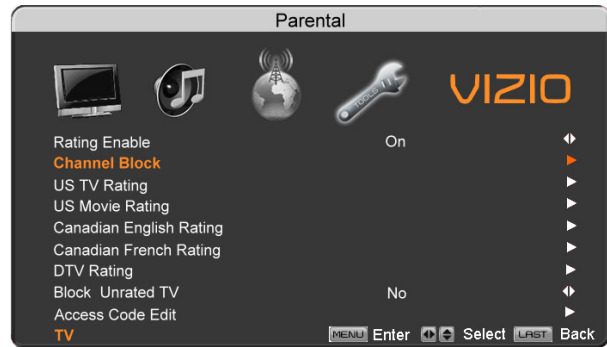 Parental
TOOLS
VIZIO
Rating Enable On
Channel Block
US TV Rating
US Movie Rating
Canadian English Rating
Canadian French Rating
DTV Rating
Block Unrated TV No
Access Code Edit
TV MENU Enter Select LAST Back